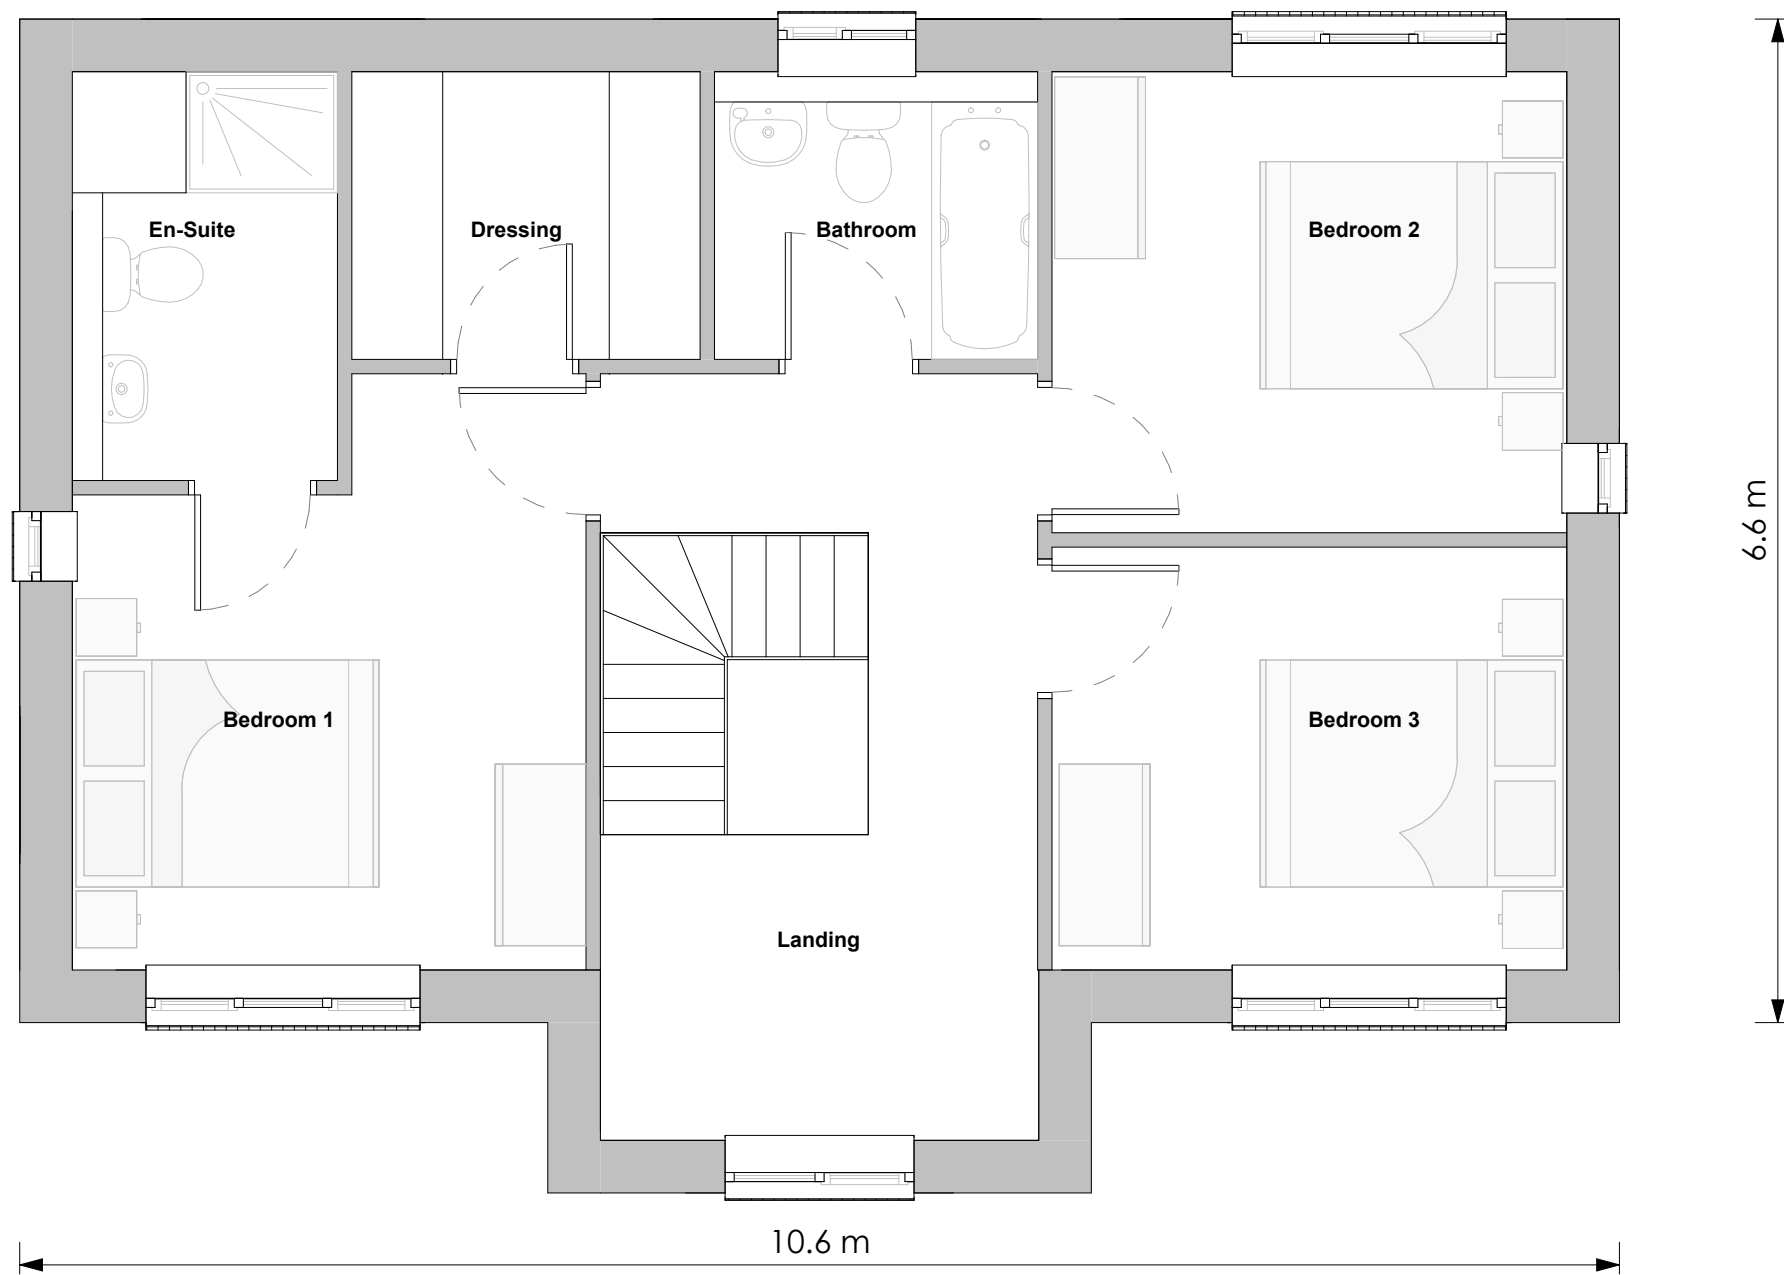 En-Suite
Dressing
Bathroom
Bedroom 2
6.6 m
Bedroom 1
Bedroom 3
Landing
10.6 m